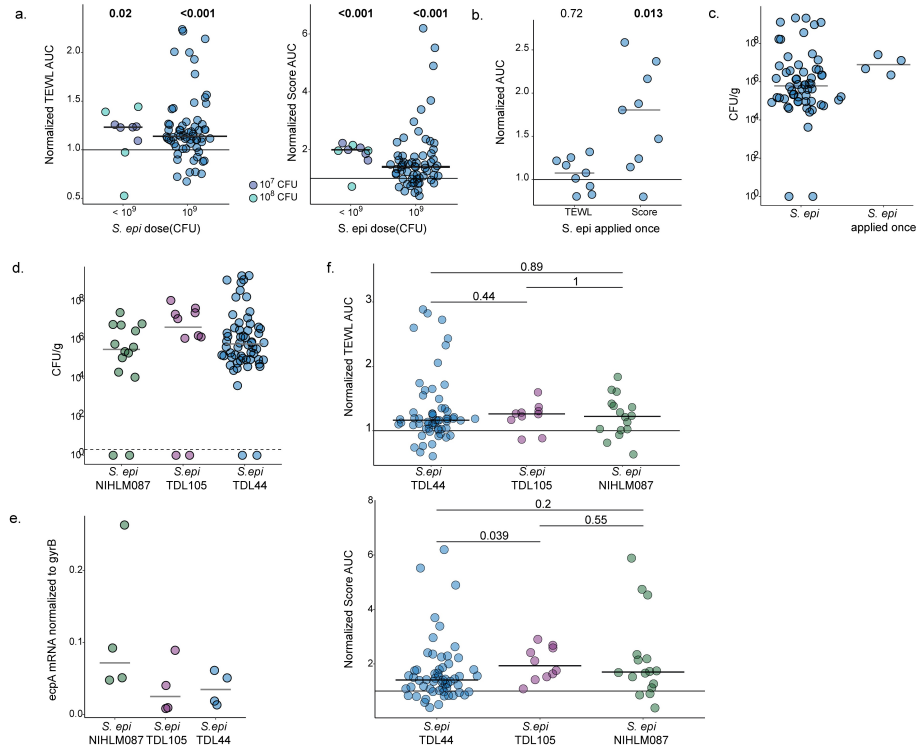 a.
0.02 <0.001
Normalized TEWL AUC
2.0
1.5
1.0
0.5
< 10⁹ 10⁹
S. epi dose(CFU)
10⁷ CFU
10⁸ CFU
<0.001 <0.001
Normalized Score AUC
6
4
2
< 10⁹ 10⁹
S. epi dose(CFU)
b.
0.72 0.013
Normalized AUC
2.5
2.0
1.5
1.0
TEWL Score
S. epi applied once
c.
CFU/g
10⁸
10⁶
10⁴
10²
10⁰
S. epi S. epi
applied once
d.
CFU/g
10⁸
10⁶
10⁴
10²
10⁰
S. epi S. epi S. epi
NIHLM087 TDL105 TDL44
e.
ecpA mRNA normalized to gyrB
0.2
0.1
0.0
S. epi S. epi S. epi
NIHLM087 TDL105 TDL44
f.
0.89
1
0.44
Normalized TEWL AUC
3
2
1
S. epi S. epi S. epi
TDL44 TDL105 NIHLM087
0.2
0.55
0.039
Normalized Score AUC
8
6
4
2
S. epi S. epi S. epi
TDL44 TDL105 NIHLM087